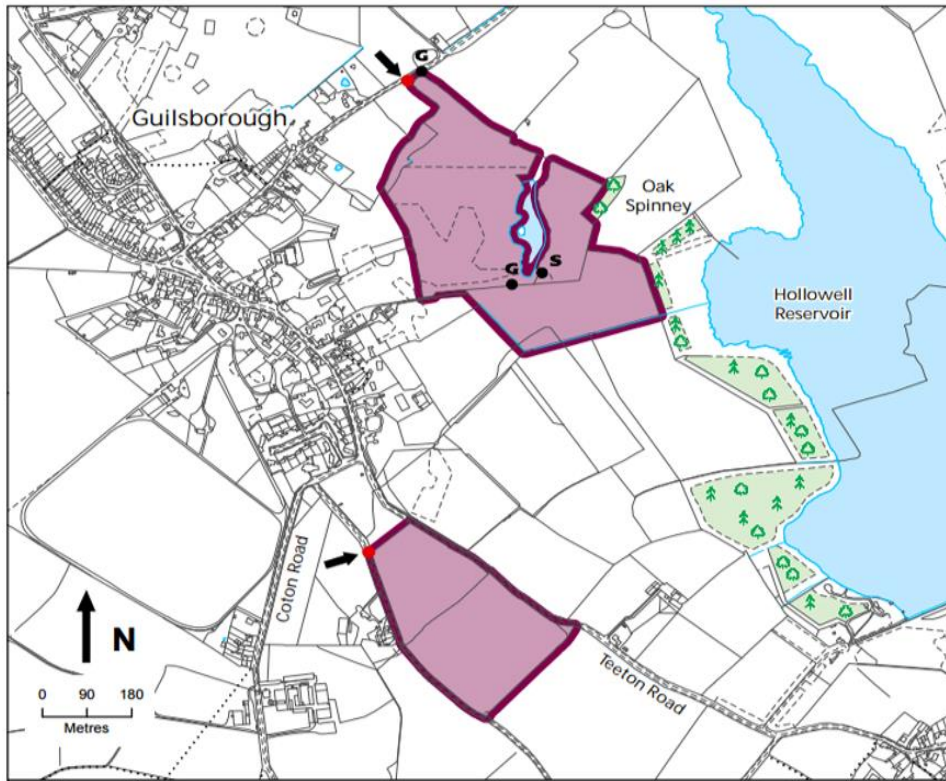 G
Guilsborough
Oak
Spinney
S
G
Hollowell
Reservoir
Coton Road
N
Teeton Road
0 90 180
Metres